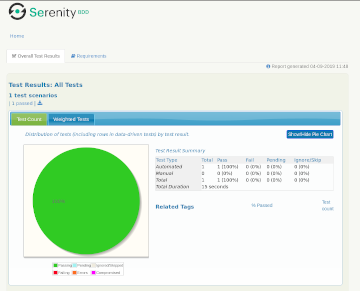 Serenity BDD
Home
Overall Test Results Requirements
Report generated 03-09-2020 11:48
Test Results: All Tests
1 test scenarios
[ 1 passed ]
Test Count Weighted Tests
Distribution of tests (including rows in data-driven tests) by test result.
Show/Hide Pie Chart
Test Result Summary
Test Type Total Pass Fail Pending Ignore/Skip
Automated 1 1 (100%) 0 (0%) 0 (0%) 0 (0%)
Manual 0 0 (0%) 0 (0%) 0 (0%) 0 (0%)
Total 1 1 (100%) 0 (0%) 0 (0%) 0 (0%)
Total Duration 15 seconds
Related Tags % Passed Test count
Passing Pending Ignored/Skipped
Failing Errors Compromised